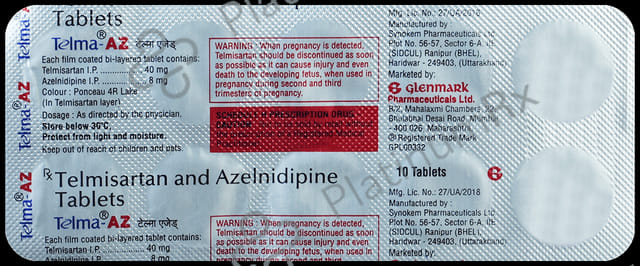 Tablets
Telma®-AZ टेल्मा एजेड्
Each film coated bi-layered tablet contains:
Telmisartan I.P. .............. 40 mg
Azelnidipine I.P. ............... 8 mg
Colour : Ponceau 4R Lake
(In Telmisartan layer)
Dosage : As directed by the physician.
Store below 30°C,
Protect from light and moisture.
Keep out of reach of children and pets.
WARNING : When pregnancy is detected,
Telmisartan should be discontinued as soon
as possible as it can cause injury and even
death to the developing fetus, when used in
pregnancy during second and third
trimesters of pregnancy.
SCHEDULE H PRESCRIPTION DRUG
Mfg. Lic. No.: 27/UA/2018
Manufactured by :
Synokem Pharmaceuticals Ltd.
Plot No. 56-57, Sector 6-A
(SIDCUL) Ranipur (BHEL),
Haridwar - 249403, (Uttarakhand)
Marketed by:
glenmark
Pharmaceuticals Ltd.
B/2, Mahalaxmi Chambers, 22,
Bhulabhai Desai Road, Mumbai
- 400 026, Maharashtra
® Registered Trade Mark
GPL00332
Telma®-AZ
Rx Telmisartan and Azelnidipine
Tablets
Telma®-AZ टेल्मा एजेड्
Each film coated bi-layered tablet contains:
Telmisartan I.P. .............. 40 mg
Azelnidipine I.P. ............... 8 mg
WARNING : When pregnancy is detected,
Telmisartan should be discontinued as soon
as possible as it can cause injury and even
death to the developing fetus, when used in
pregnancy during second and third
10 Tablets
Mfg. Lic. No.: 27/UA/2018
Manufactured by :
Synokem Pharmaceuticals Ltd.
Plot No. 56-57, Sector 6-A
(SIDCUL) Ranipur (BHEL),
Haridwar - 249403, (Uttarakhand)
Marketed by:
Telma®-AZ
PlatinumRx